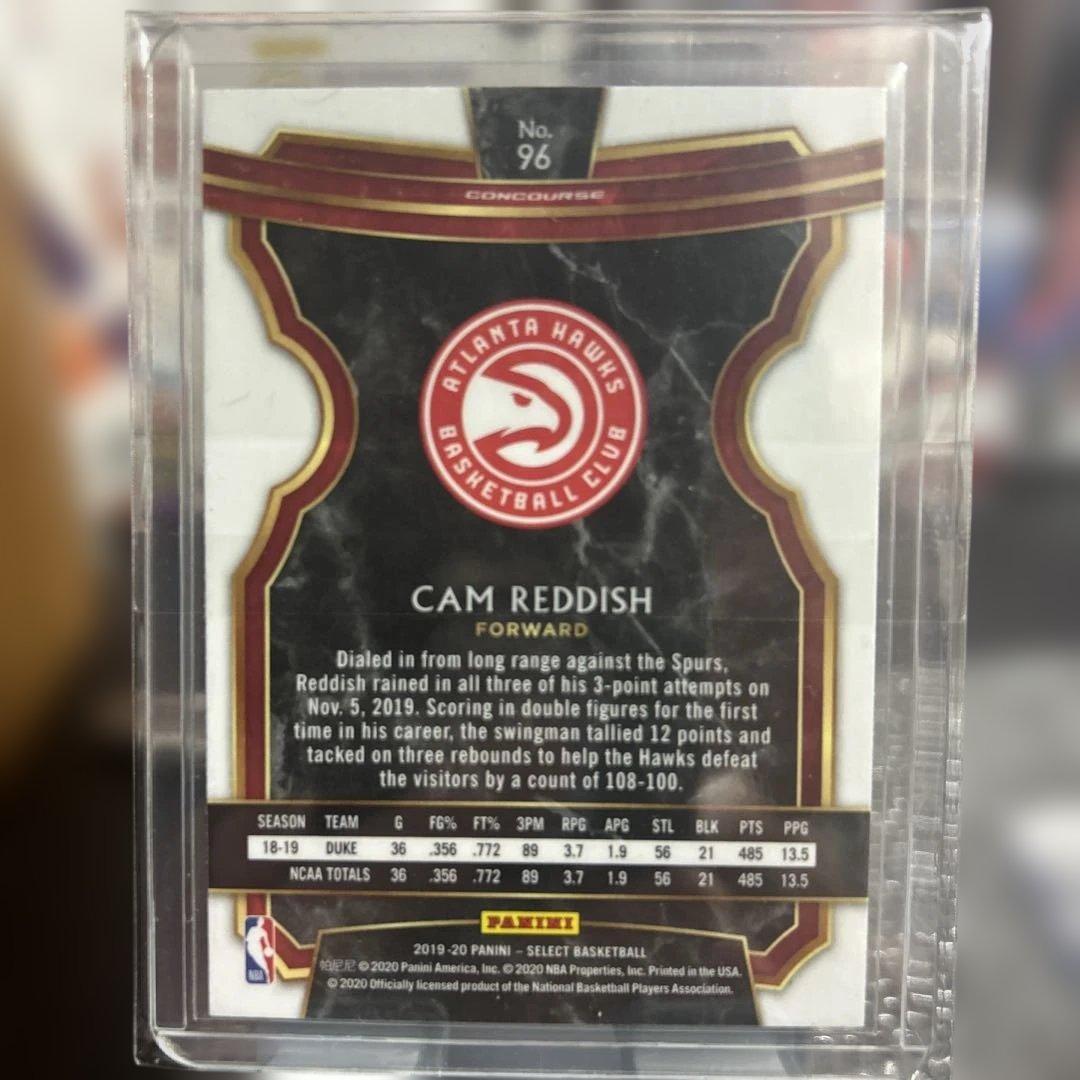 No.
96
CONCOURSE
ATLANTA HAWKS
BASKETBALL CLUB
CAM REDDISH
FORWARD
Dialed in from long range against the Spurs,
Reddish rained in all three of his 3-point attempts on
Nov. 5, 2019. Scoring in double figures for the first
time in his career, the swingman tallied 12 points and
tacked on three rebounds to help the Hawks defeat
the visitors by a count of 108-100.
SEASON TEAM G FG% FT% 3PM RPG APG STL BLK PTS PPG
18-19 DUKE 36 .356 .772 89 3.7 1.9 56 21 485 13.5
NCAA TOTALS 36 .356 .772 89 3.7 1.9 56 21 485 13.5
PANINI
NBA
2019-20 PANINI – SELECT BASKETBALL
帕尼尼 © 2020 Panini America, Inc. © 2020 NBA Properties, Inc. Printed in the USA.
© 2020 Officially licensed product of the National Basketball Players Association.